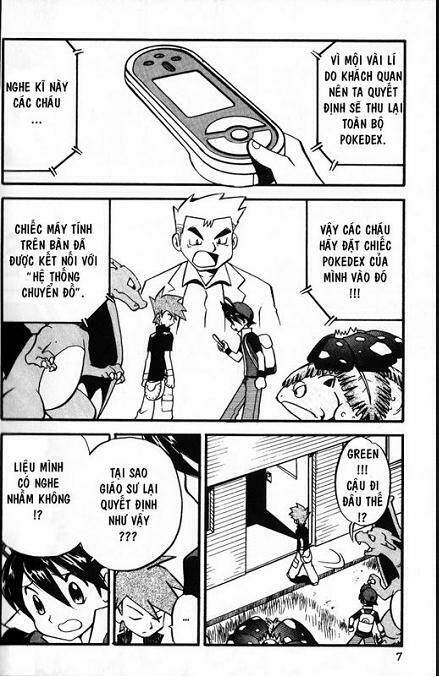 VÌ MỘI VÀI LÍ
DO KHÁCH QUAN
NÊN TA QUYẾT
ĐỊNH SẼ THU LẠI
TOÀN BỘ
POKEDEX.
NGHE KĨ NÀY
CÁC CHÁU
...
VẬY CÁC CHÁU
HÃY ĐẶT CHIẾC
POKEDEX CỦA
MÌNH VÀO ĐÓ
!!!
CHIẾC MÁY TÍNH
TRÊN BÀN ĐÃ
ĐƯỢC KẾT NỐI VỚI
"HỆ THỐNG
CHUYỂN ĐỒ".
GREEN
!!!
CẬU ĐI
ĐÂU THẾ
!?
TẠI SAO
GIÁO SƯ LẠI
QUYẾT ĐỊNH
NHƯ VẬY
???
...
LIỆU MÌNH
CÓ NGHE
NHẦM KHÔNG
!?
7